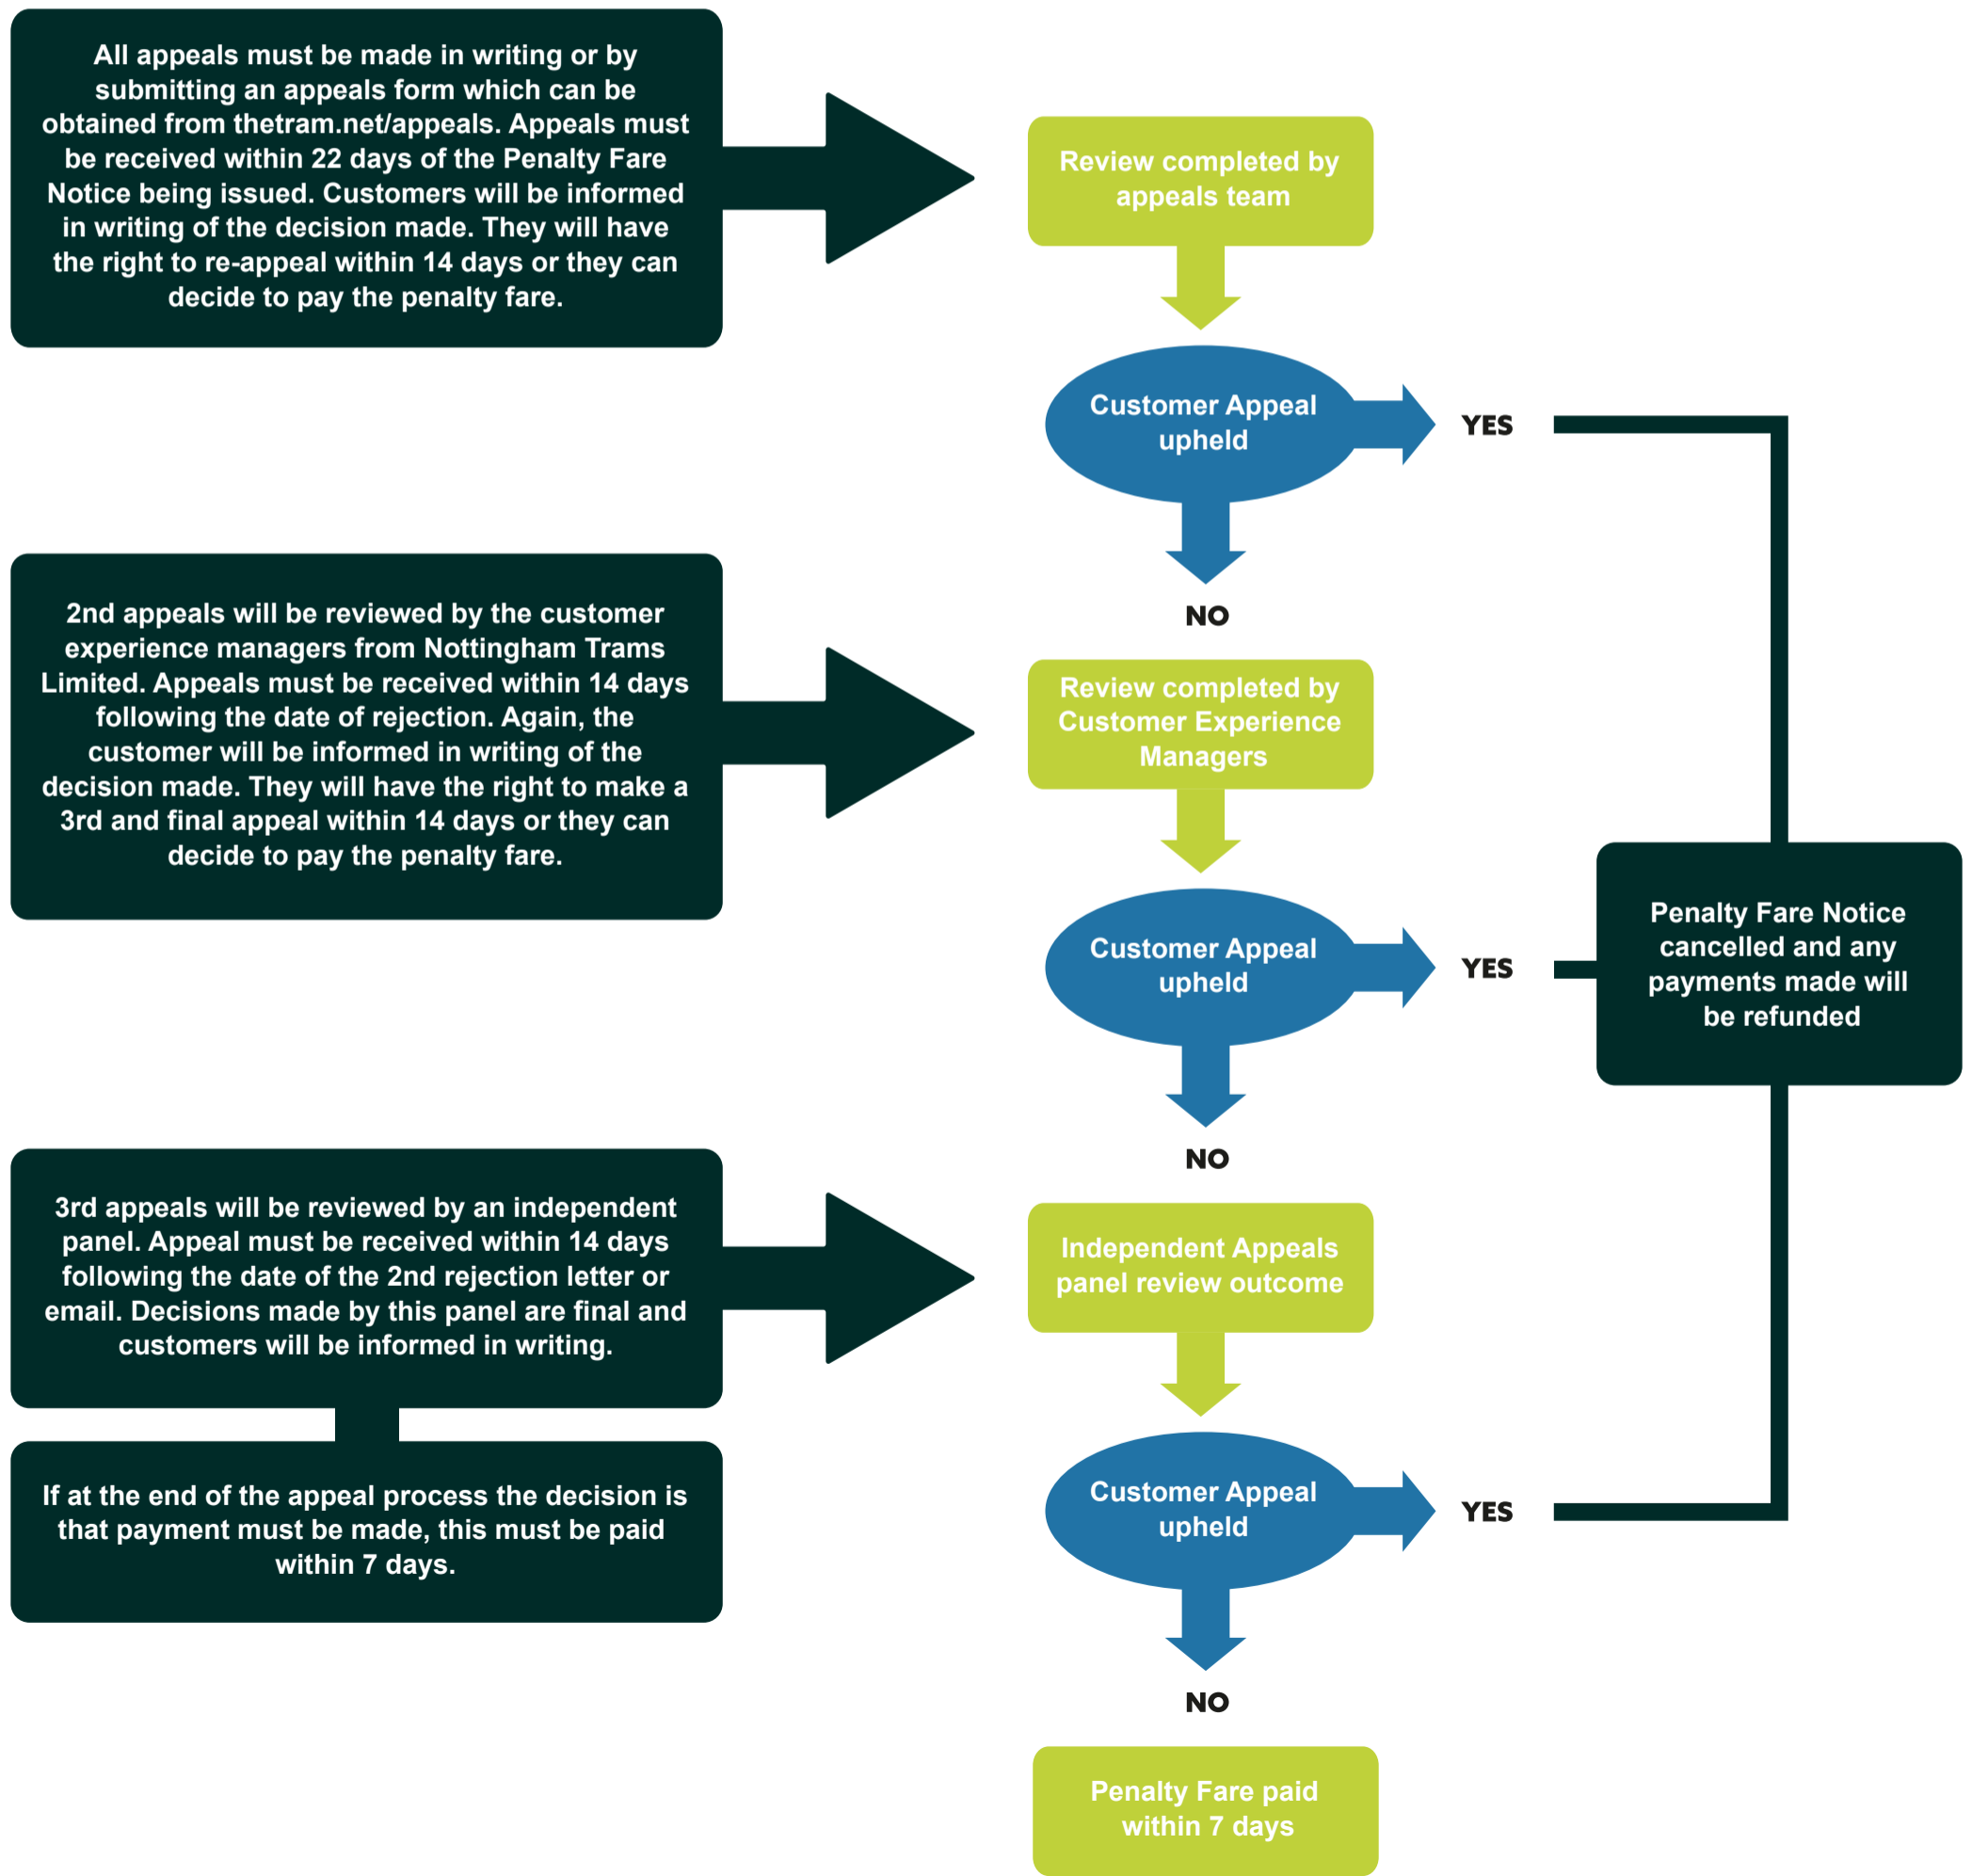 All appeals must be made in writing or by
submitting an appeals form which can be
obtained from thetram.net/appeals. Appeals must
be received within 22 days of the Penalty Fare
Notice being issued. Customers will be informed
in writing of the decision made. They will have
the right to re-appeal within 14 days or they can
decide to pay the penalty fare.
Review completed by
appeals team
Customer Appeal
upheld
YES
NO
2nd appeals will be reviewed by the customer
experience managers from Nottingham Trams
Limited. Appeals must be received within 14 days
following the date of rejection. Again, the
customer will be informed in writing of the
decision made. They will have the right to make a
3rd and final appeal within 14 days or they can
decide to pay the penalty fare.
Review completed by
Customer Experience
Managers
Customer Appeal
upheld
YES
Penalty Fare Notice
cancelled and any
payments made will
be refunded
NO
3rd appeals will be reviewed by an independent
panel. Appeal must be received within 14 days
following the date of the 2nd rejection letter or
email. Decisions made by this panel are final and
customers will be informed in writing.
Independent Appeals
panel review outcome
If at the end of the appeal process the decision is
that payment must be made, this must be paid
within 7 days.
Customer Appeal
upheld
YES
NO
Penalty Fare paid
within 7 days